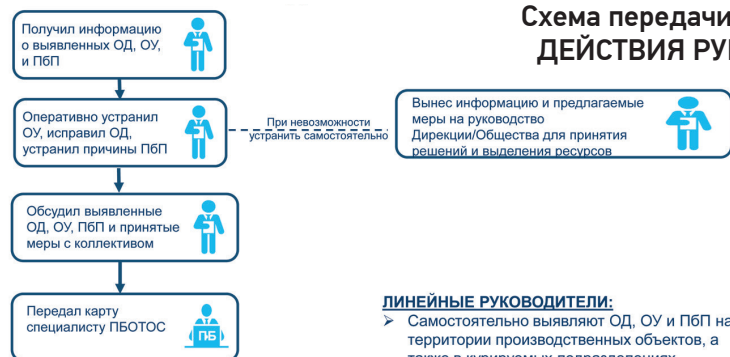 Схема передачи
ДЕЙСТВИЯ
Получил информацию
о выявленных ОД, ОУ,
и ПбП
Оперативно устранил
ОУ, исправил ОД,
устранил причины ПбП
При невозможности
устранить самостоятельно
Вынес информацию и предлагаемые
меры на руководство
Дирекции/Общества для принятия
решений и выделения ресурсов
Обсудил выявленные
ОД, ОУ, ПбП и принятые
меры с коллективом
Передал карту
специалисту ПБОТОС
ПБ
ЛИНЕЙНЫЕ РУКОВОДИТЕЛИ:
➢ Самостоятельно выявляют ОД, ОУ и ПбП на
территории производственных объектов, а
также в курируемых подразделениях